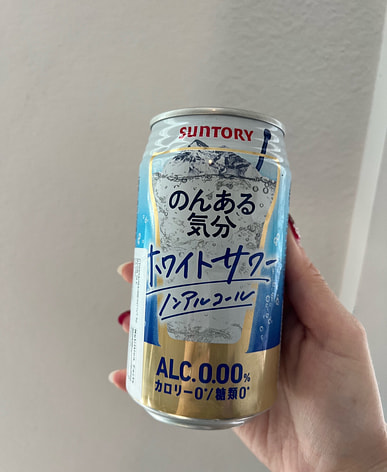 SUNTORY
のんある
気分
ホワイトサワー
ノンアルコール
ALC.0.00%
カロリー0*/糖類0*